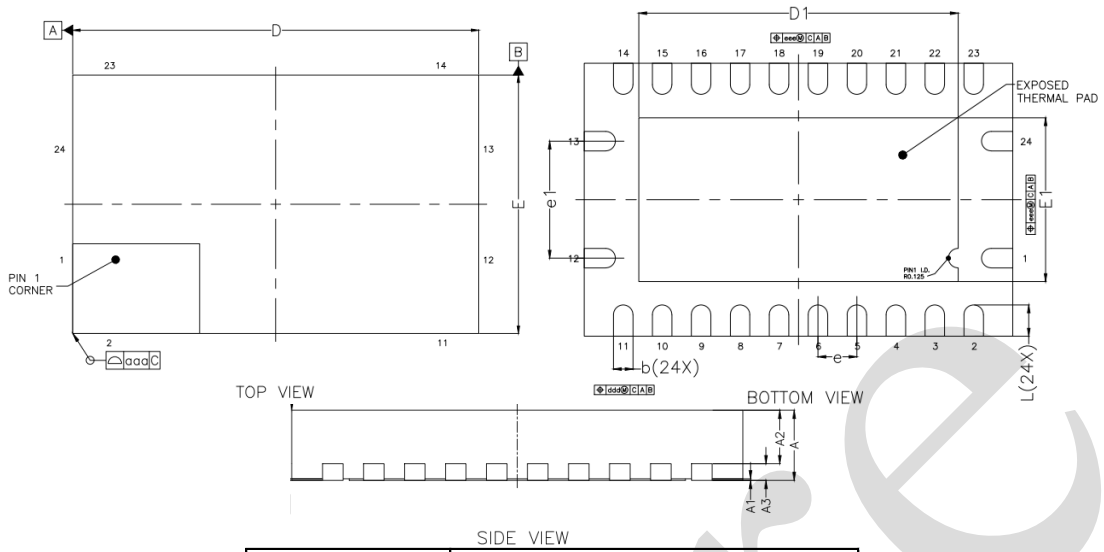 A
D
B
23
14
24
13
E
1
12
PIN 1
CORNER
2
11
aaa C
TOP VIEW
D1
eee M C A B
14 15 16 17 18 19 20 21 22 23
EXPOSED
THERMAL PAD
13
24
e1
E1
eee M C A B
12
1
PIN1 I.D.
R0.125
11 10 9 8 7 6 5 4 3 2
b(24X)
e
L(24X)
ddd M C A B
BOTTOM VIEW
A2
A
A1
A3
SIDE VIEW